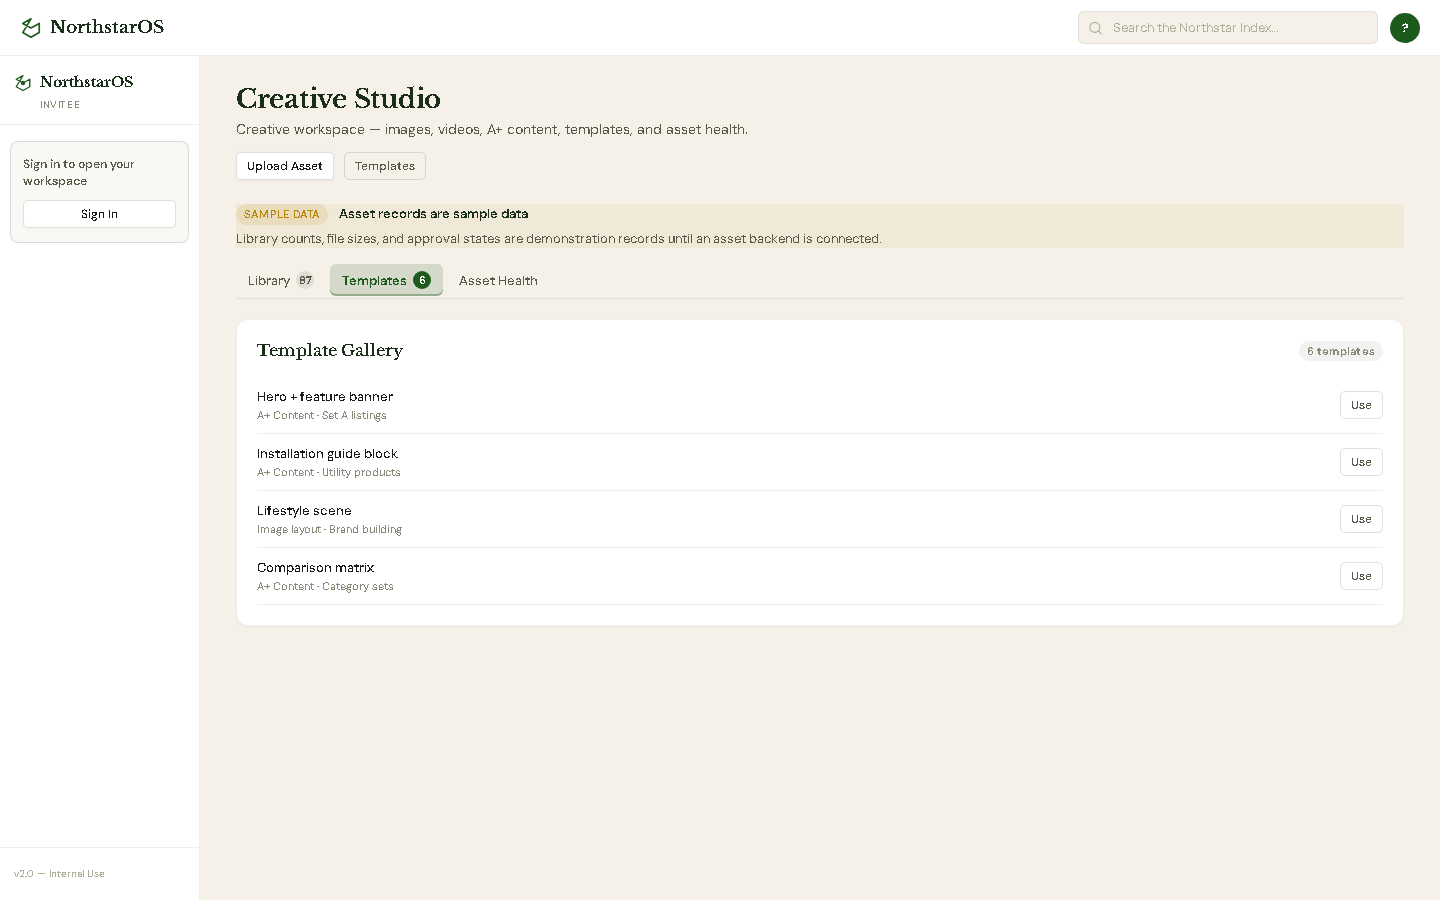 NorthstarOS
Search the Northstar Index...
?
NorthstarOS
INVITEE
Sign in to open your
workspace
Sign In
Creative Studio
Creative workspace — images, videos, A+ content, templates, and asset health.
Upload Asset
Templates
SAMPLE DATA Asset records are sample data
Library counts, file sizes, and approval states are demonstration records until an asset backend is connected.
Library 87 Templates 6 Asset Health
Template Gallery
6 templates
Hero + feature banner
A+ Content · Set A listings
Use
Installation guide block
A+ Content · Utility products
Use
Lifestyle scene
Image layout · Brand building
Use
Comparison matrix
A+ Content · Category sets
Use
v2.0 — Internal Use